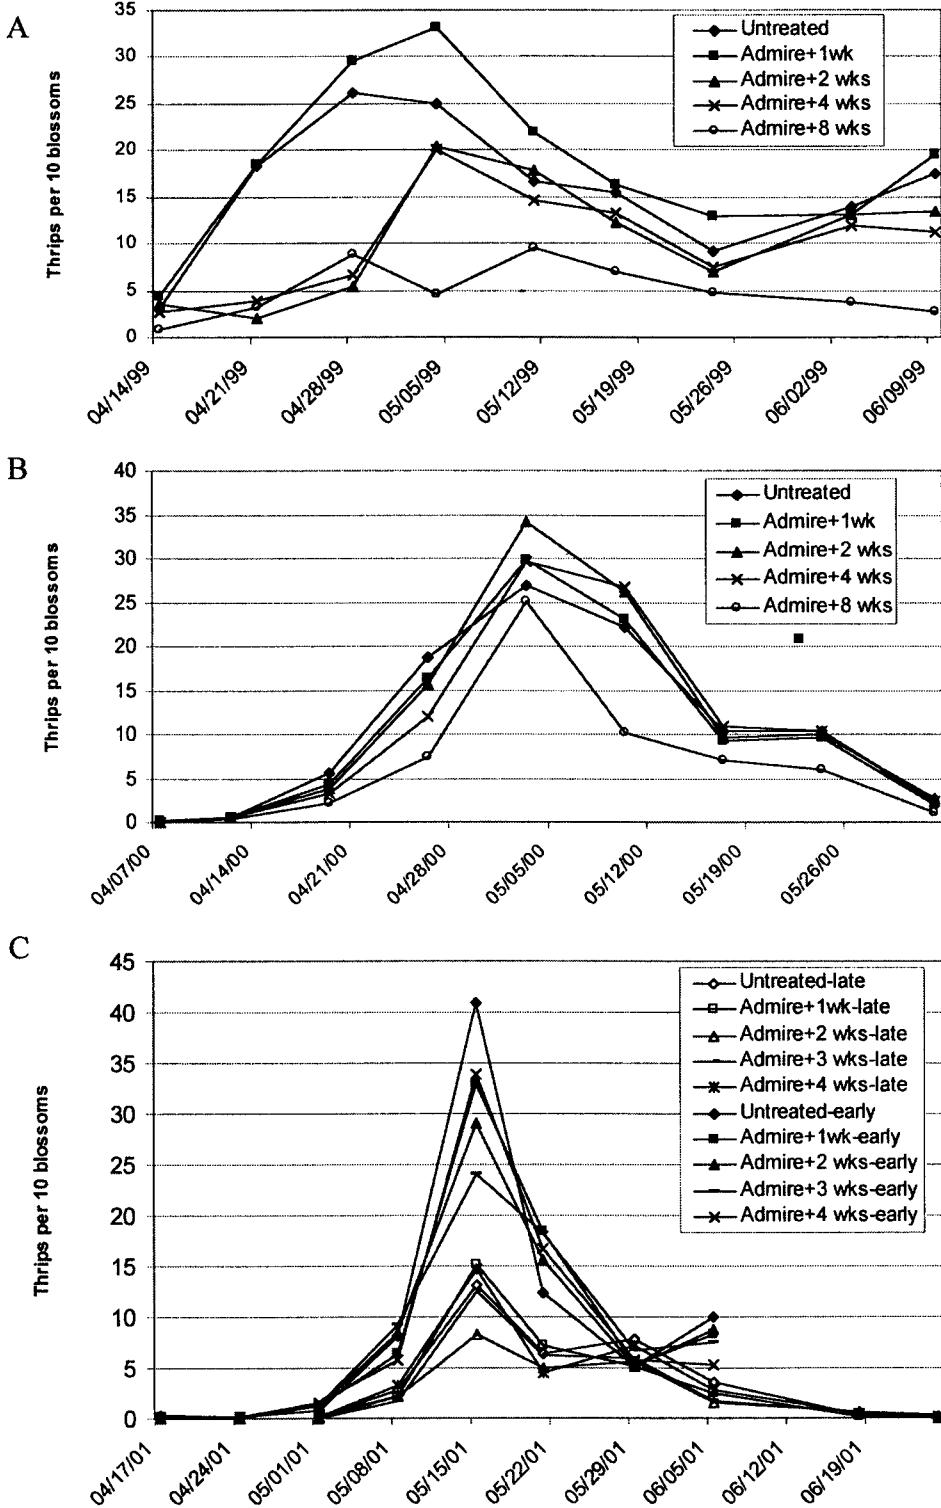 A
Thrips per 10 blossoms
35
30
25
20
15
10
5
0
Untreated
Admire+1wk
Admire+2 wks
Admire+4 wks
Admire+8 wks
04/14/99
04/21/99
04/28/99
05/05/99
05/12/99
05/19/99
05/26/99
06/02/99
06/09/99
B
Thrips per 10 blossoms
40
35
30
25
20
15
10
5
0
Untreated
Admire+1wk
Admire+2 wks
Admire+4 wks
Admire+8 wks
04/07/00
04/14/00
04/21/00
04/28/00
05/05/00
05/12/00
05/19/00
05/26/00
C
Thrips per 10 blossoms
45
40
35
30
25
20
15
10
5
0
Untreated-late
Admire+1wk-late
Admire+2 wks-late
Admire+3 wks-late
Admire+4 wks-late
Untreated-early
Admire+1wk-early
Admire+2 wks-early
Admire+3 wks-early
Admire+4 wks-early
04/17/01
04/24/01
05/01/01
05/08/01
05/15/01
05/22/01
05/29/01
06/05/01
06/12/01
06/19/01